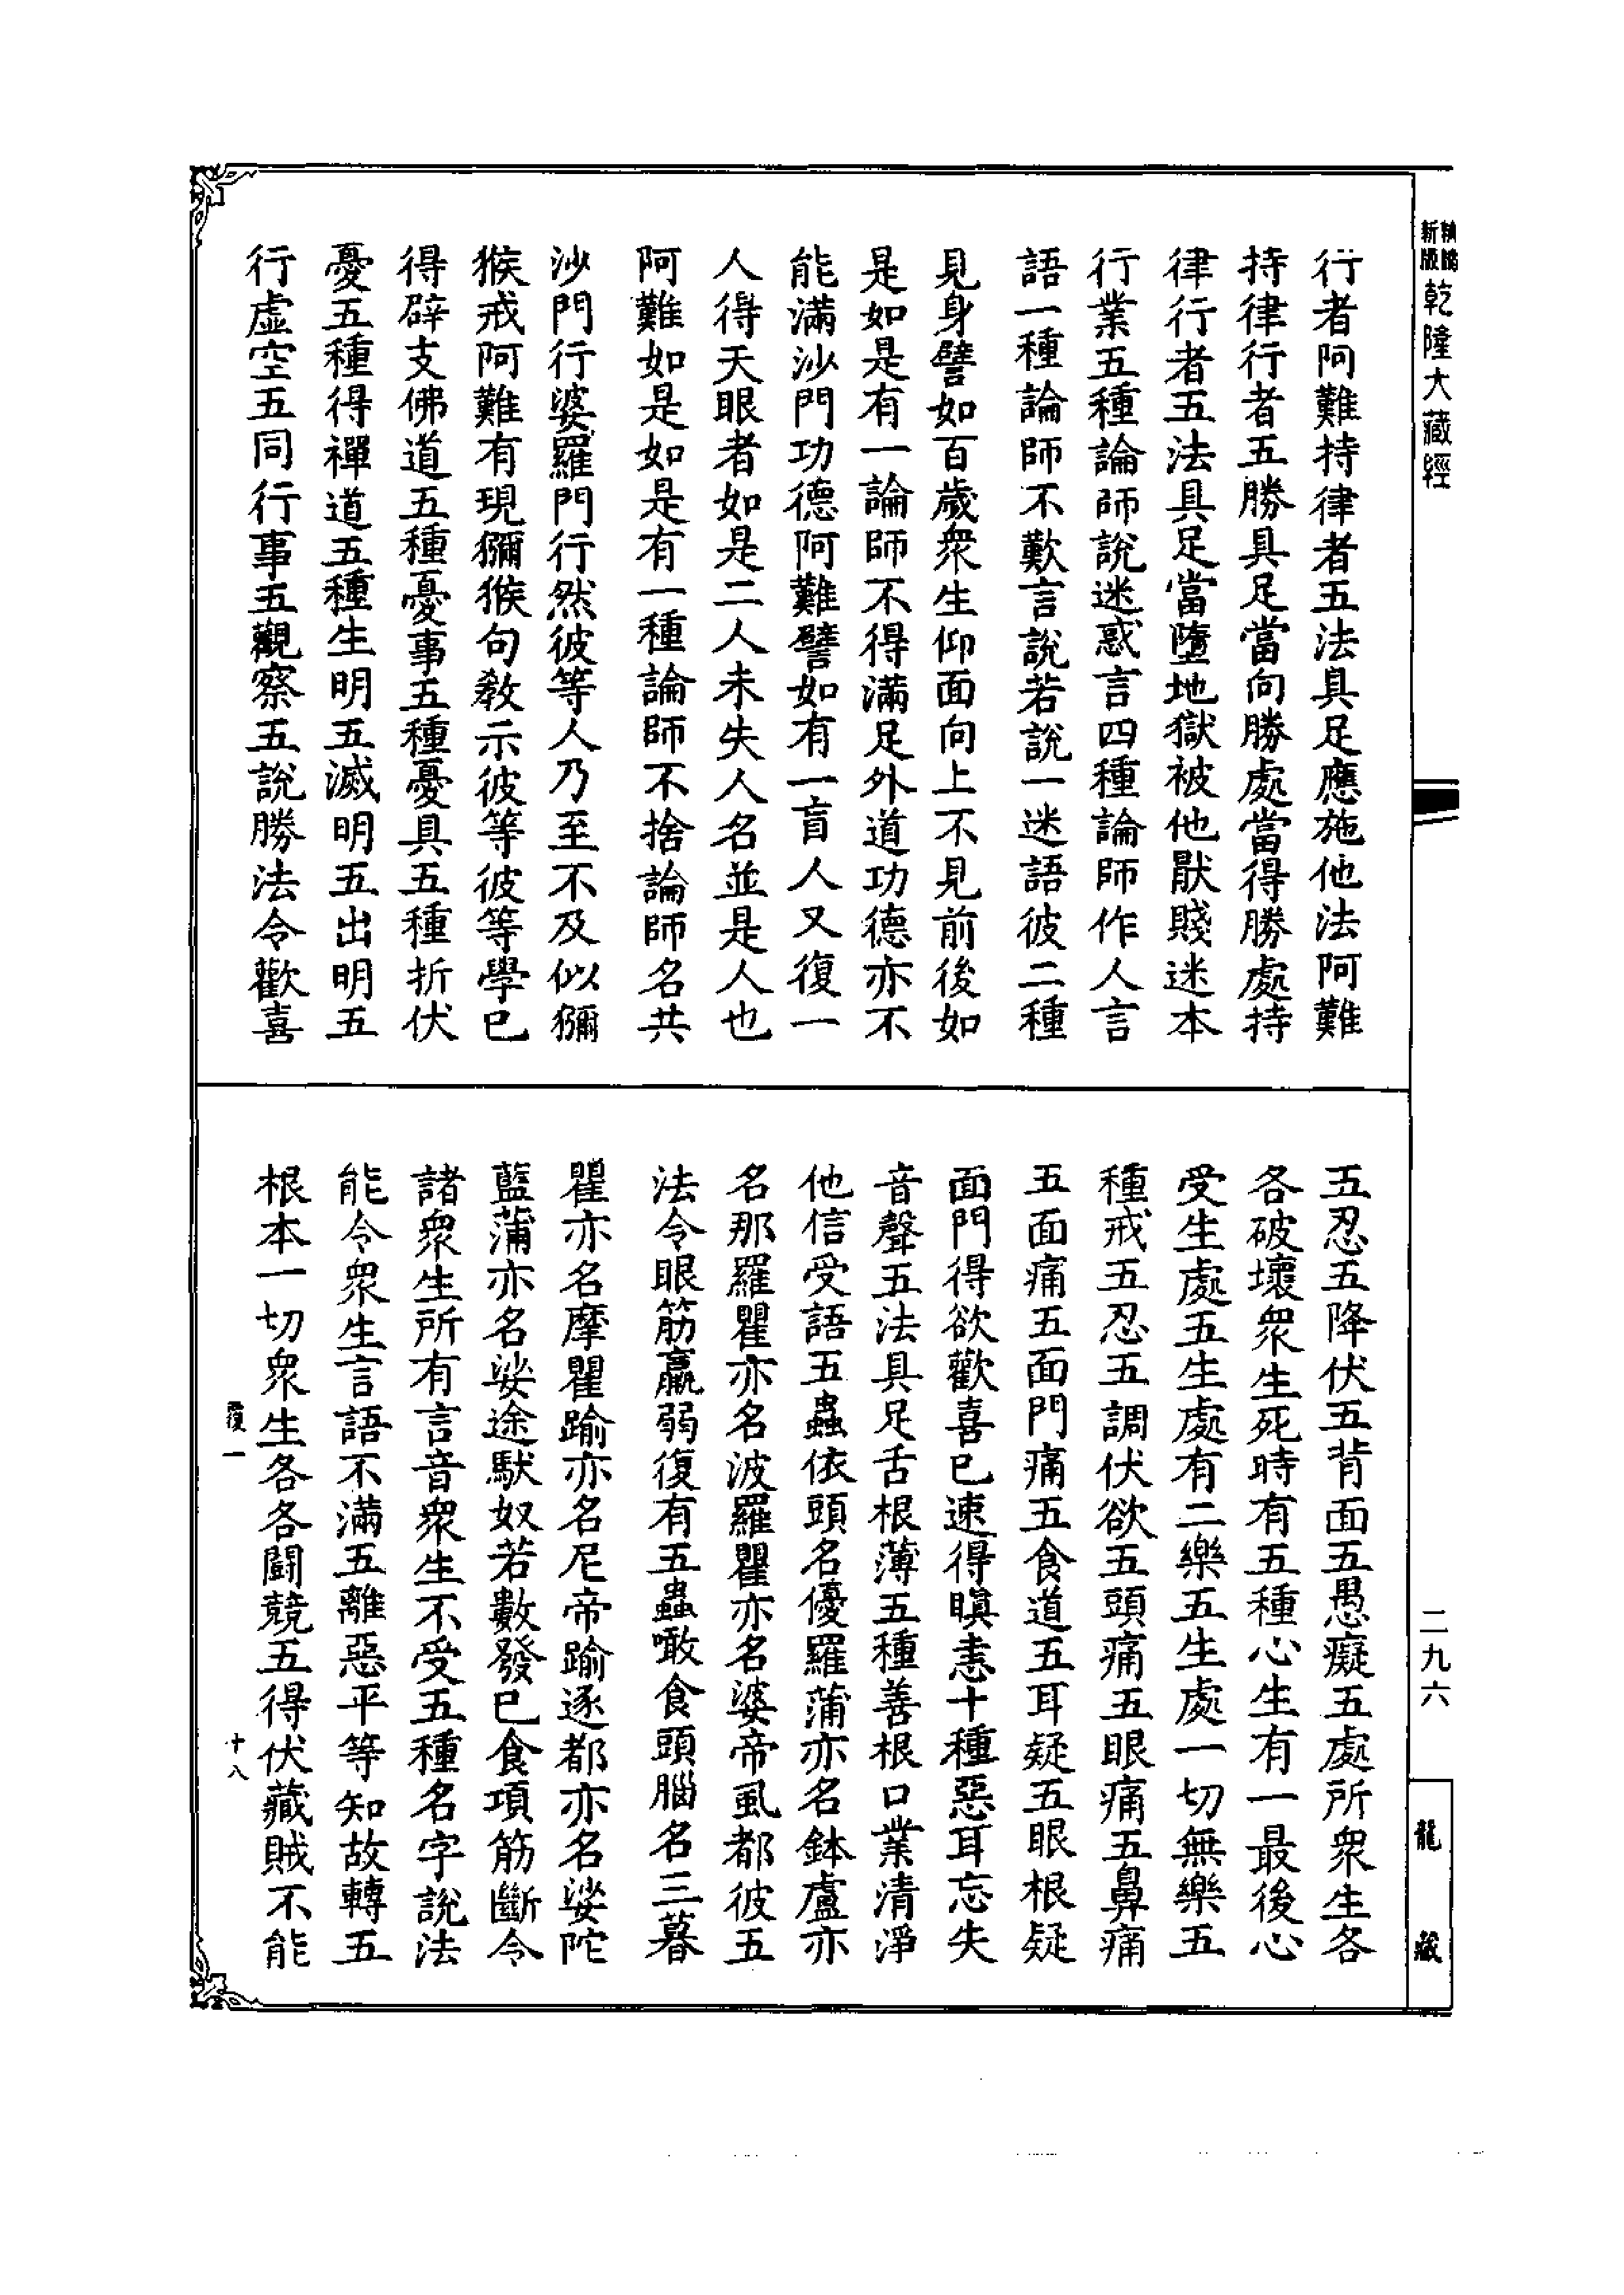 精縮新版乾隆大藏經
行者阿難持律者五法具足應施他法阿難
持律行者五勝具足當向勝處當得勝處持
律行者五法具足當墮地獄被他猒賤迷本
行業五種論師說迷惑言四種論師作人言
語一種論師不歎言說若說一迷語彼二種
見身譬如百歲衆生仰面向上不見前後如
是如是有一論師不得滿足外道功德亦不
能滿沙門功德阿難譬如有一盲人又復一
人得天眼者如是二人未失人名並是人也
阿難如是如是有一種論師不捨論師名共
沙門行婆羅門行然彼等人乃至不及似獼
猴戒阿難有現獼猴句教示彼等彼等學已
得辟支佛道五種憂事五種憂具五種折伏
憂五種得禪道五種生明五滅明五出明五
行虛空五同行事五觀察五說勝法令歡喜
五忍五降伏五背面五愚癡五處所衆生各
各破壞衆生死時有五種心生有一最後心
受生處五生處有二樂五生處一切無樂五
種戒五忍五調伏欲五頭痛五眼痛五鼻痛
五面痛五面門痛五食道五耳疑五眼根疑
面門得欲歡喜已速得瞋恚十種惡耳忘失
音聲五法具足舌根薄五種善根口業清淨
他信受語五蟲依頭名優羅蒲亦名鉢盧亦
名那羅瞿亦名波羅瞿亦名婆帝虱都彼五
法令眼筋羸弱復有五蟲噉食頭腦名三暮
瞿亦名摩瞿踰亦名尼帝踰逐都亦名娑陀
藍蒲亦名娑途馱奴若數發已食項筋斷令
諸衆生所有言音衆生不受五種名字說法
能令衆生言語不滿五離惡平等知故轉五
根本一切衆生各各鬪競五得伏藏賊不能
覆一
十八
二九六
龍藏